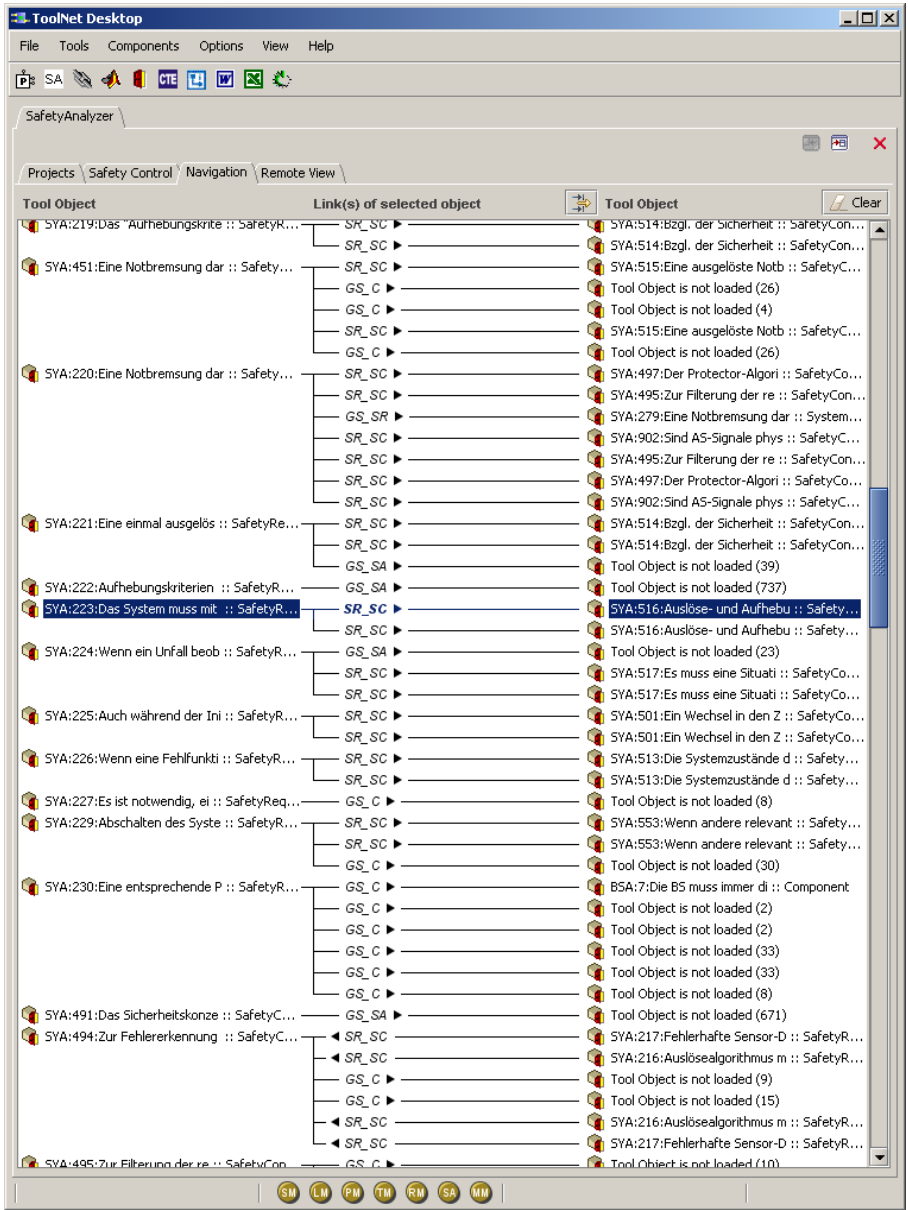 ToolNet Desktop
File Tools Components Options View Help
P SA CTE W X
SafetyAnalyzer
Projects Safety Control Navigation Remote View
Tool Object Link(s) of selected object Tool Object Clear
SYA:219:Das "Aufhebungskrite :: SafetyR... SR_SC SYA:514:Bzgl. der Sicherheit :: SafetyCon...
SR_SC SYA:514:Bzgl. der Sicherheit :: SafetyCon...
SYA:451:Eine Notbremsung dar :: Safety... SR_SC SYA:515:Eine ausgelöste Notb :: SafetyC...
GS_C Tool Object is not loaded (26)
GS_C Tool Object is not loaded (4)
SR_SC SYA:515:Eine ausgelöste Notb :: SafetyC...
GS_C Tool Object is not loaded (26)
SYA:220:Eine Notbremsung dar :: Safety... SR_SC SYA:497:Der Protector-Algori :: SafetyCo...
SR_SC SYA:495:Zur Filterung der re :: SafetyCon...
GS_SR SYA:279:Eine Notbremsung dar :: System...
SR_SC SYA:902:Sind AS-Signale phys :: SafetyC...
SR_SC SYA:495:Zur Filterung der re :: SafetyCon...
SR_SC SYA:497:Der Protector-Algori :: SafetyCo...
SR_SC SYA:902:Sind AS-Signale phys :: SafetyC...
SYA:221:Eine einmal ausgelös :: SafetyRe... SR_SC SYA:514:Bzgl. der Sicherheit :: SafetyCon...
SR_SC SYA:514:Bzgl. der Sicherheit :: SafetyCon...
GS_SA Tool Object is not loaded (39)
SYA:222:Aufhebungskriterien :: SafetyR... GS_SA Tool Object is not loaded (737)
SYA:223:Das System muss mit :: SafetyR... SR_SC SYA:516:Auslöse- und Aufhebu :: Safety...
SR_SC SYA:516:Auslöse- und Aufhebu :: Safety...
SYA:224:Wenn ein Unfall beob :: SafetyR... GS_SA Tool Object is not loaded (23)
SR_SC SYA:517:Es muss eine Situati :: SafetyCo...
SR_SC SYA:517:Es muss eine Situati :: SafetyCo...
SYA:225:Auch während der Ini :: SafetyR... SR_SC SYA:501:Ein Wechsel in den Z :: SafetyCo...
SR_SC SYA:501:Ein Wechsel in den Z :: SafetyCo...
SYA:226:Wenn eine Fehlfunkti :: SafetyR... SR_SC SYA:513:Die Systemzustände d :: Safety...
SR_SC SYA:513:Die Systemzustände d :: Safety...
SYA:227:Es ist notwendig, ei :: SafetyReq... GS_C Tool Object is not loaded (8)
SYA:229:Abschalten des Syste :: SafetyR... SR_SC SYA:553:Wenn andere relevant :: Safety...
SR_SC SYA:553:Wenn andere relevant :: Safety...
GS_C Tool Object is not loaded (30)
SYA:230:Eine entsprechende P :: SafetyR... GS_C BSA:7:Die BS muss immer di :: Component
GS_C Tool Object is not loaded (2)
GS_C Tool Object is not loaded (2)
GS_C Tool Object is not loaded (33)
GS_C Tool Object is not loaded (33)
GS_C Tool Object is not loaded (8)
SYA:491:Das Sicherheitskonze :: SafetyC... GS_SA Tool Object is not loaded (671)
SYA:494:Zur Fehlererkennung :: SafetyC... SR_SC SYA:217:Fehlerhafte Sensor-D :: SafetyR...
SR_SC SYA:216:Auslösealgorithmus m :: SafetyR...
GS_C Tool Object is not loaded (9)
GS_C Tool Object is not loaded (15)
SR_SC SYA:216:Auslösealgorithmus m :: SafetyR...
SR_SC SYA:217:Fehlerhafte Sensor-D :: SafetyR...
SYA:495:Zur Filterung der re :: SafetyCon... GS_C Tool Object is not loaded (10)
SM LM PM TM RM SA MM